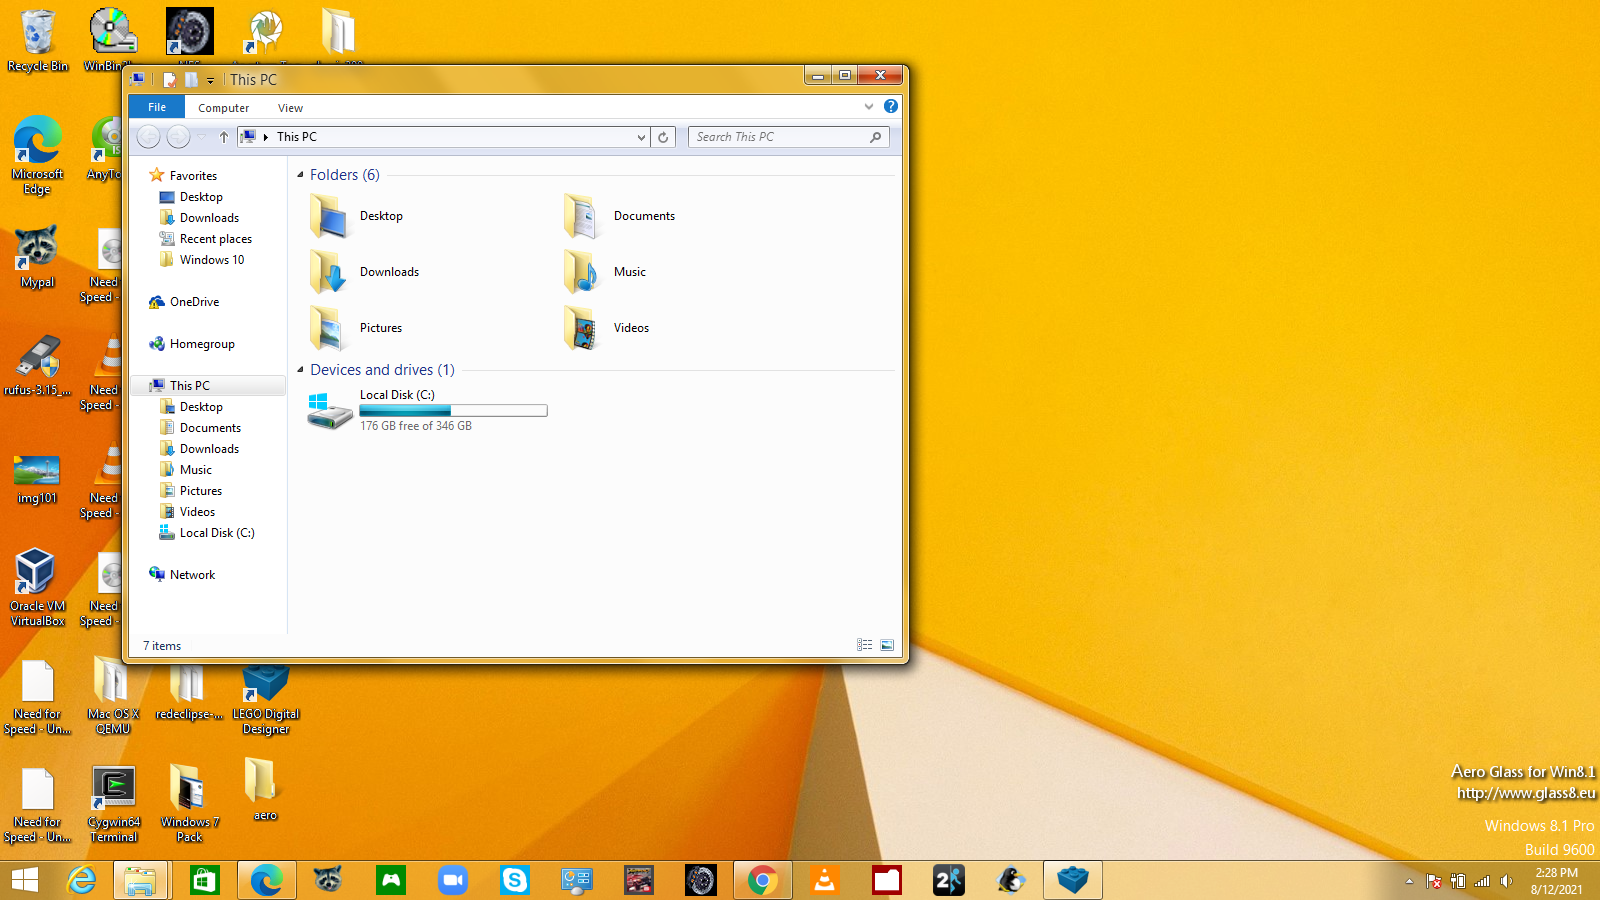 Recycle Bin
WinBin2
This PC
File
Computer
View
This PC
Search This PC
Favorites
Desktop
Downloads
Recent places
Windows 10
OneDrive
Homegroup
This PC
Desktop
Documents
Downloads
Music
Pictures
Videos
Local Disk (C:)
Network
Folders (6)
Desktop
Documents
Downloads
Music
Pictures
Videos
Devices and drives (1)
Local Disk (C:)
176 GB free of 346 GB
7 items
Microsoft
Edge
AnyTo
Mypal
Need
Speed -
rufus-3.15_...
Need
Speed -
img101
Need
Speed -
Oracle VM
VirtualBox
Need
Speed -
Need for
Speed - Un...
Mac OS X
QEMU
redeclipse-...
LEGO Digital
Designer
Need for
Speed - Un...
Cygwin64
Terminal
Windows 7
Pack
aero
Aero Glass for Win8.1
http://www.glass8.eu
Windows 8.1 Pro
Build 9600
2:28 PM
8/12/2021